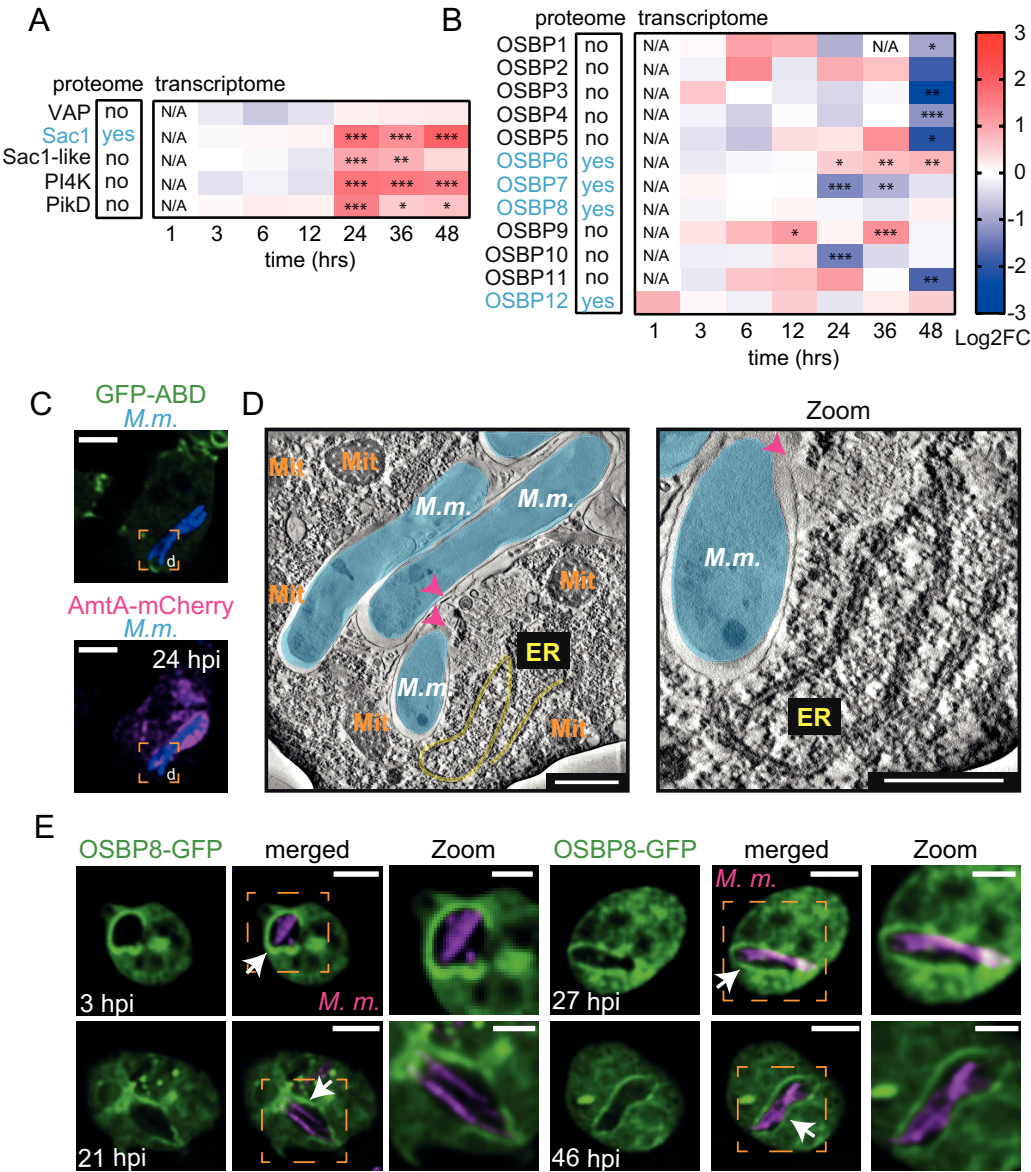 A
proteome transcriptome
VAP no N/A
Sac1 yes N/A *** *** ***
Sac1-like no N/A *** **
PI4K no N/A *** *** ***
PikD no N/A *** * *
1 3 6 12 24 36 48
time (hrs)
B
proteome transcriptome
OSBP1 no N/A N/A *
OSBP2 no N/A
OSBP3 no N/A **
OSBP4 no N/A ***
OSBP5 no N/A *
OSBP6 yes N/A * ** **
OSBP7 yes N/A *** **
OSBP8 yes N/A
OSBP9 no N/A * ***
OSBP10 no N/A ***
OSBP11 no N/A **
OSBP12 yes
1 3 6 12 24 36 48
time (hrs)
3
2
1
0
-1
-2
-3
Log2FC
C
GFP-ABD
M.m.
d
AmtA-mCherry
M.m.
24 hpi
d
D
Mit
Mit
M.m.
M.m.
Mit
Mit
ER
M.m.
Mit
Mit
Zoom
M.m.
ER
E
OSBP8-GFP merged Zoom OSBP8-GFP merged Zoom
3 hpi
M. m.
27 hpi
M. m.
21 hpi
46 hpi